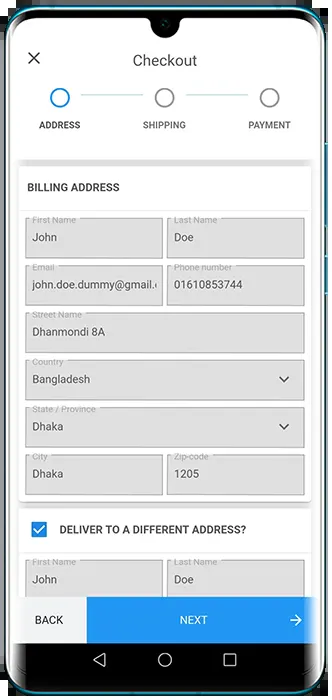 Checkout
ADDRESS SHIPPING PAYMENT
BILLING ADDRESS
First Name Last Name
John Doe
Email Phone number
john.doe.dummy@gmail. 01610853744
Street Name
Dhanmondi 8A
Country
Bangladesh
State / Province
Dhaka
City Zip-code
Dhaka 1205
DELIVER TO A DIFFERENT ADDRESS?
First Name Last Name
John Doe
BACK NEXT